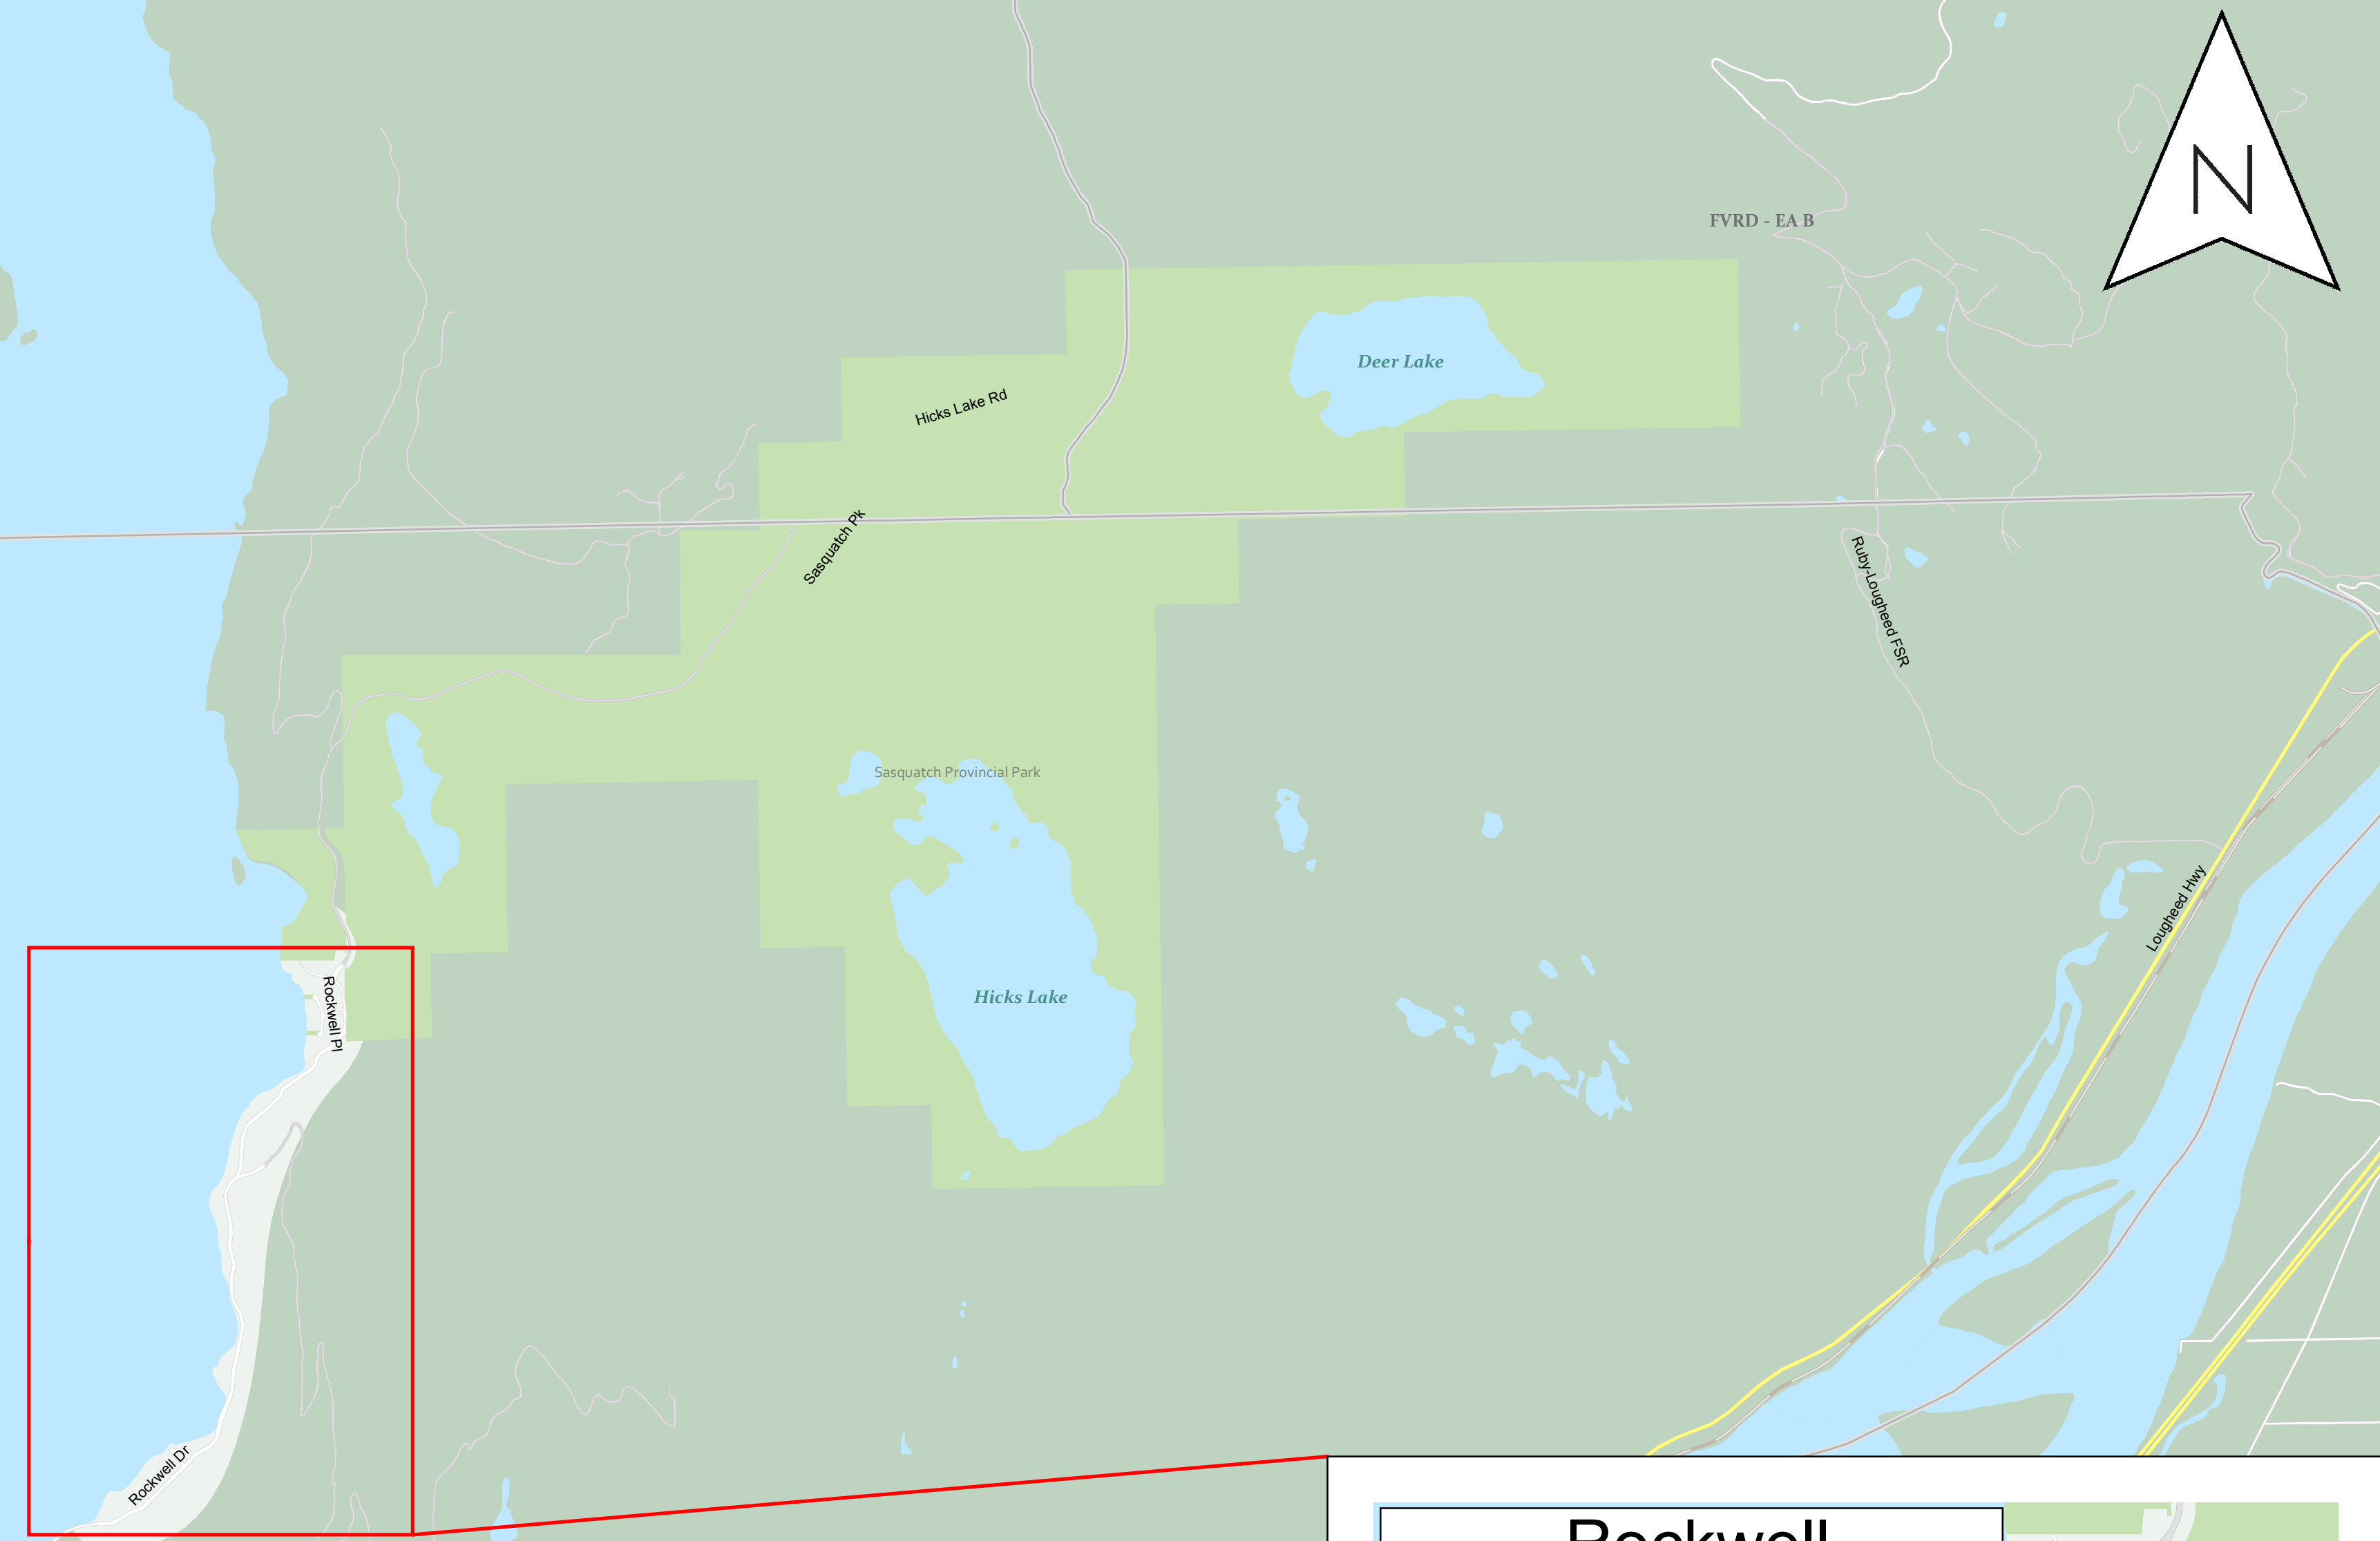 N
FVRD - EA B
Deer Lake
Hicks Lake Rd
Sasquatch Pk
Ruby-Lougheed FSR
Sasquatch Provincial Park
Lougheed Hwy
Hicks Lake
Rockwell Pl
Rockwell Dr
Rockwell